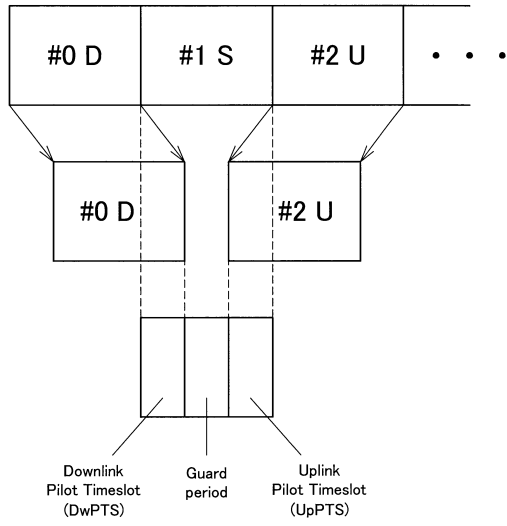 #0 D #1 S #2 U • • •
#0 D #2 U
Downlink
Pilot Timeslot
(DwPTS)
Guard
period
Uplink
Pilot Timeslot
(UpPTS)